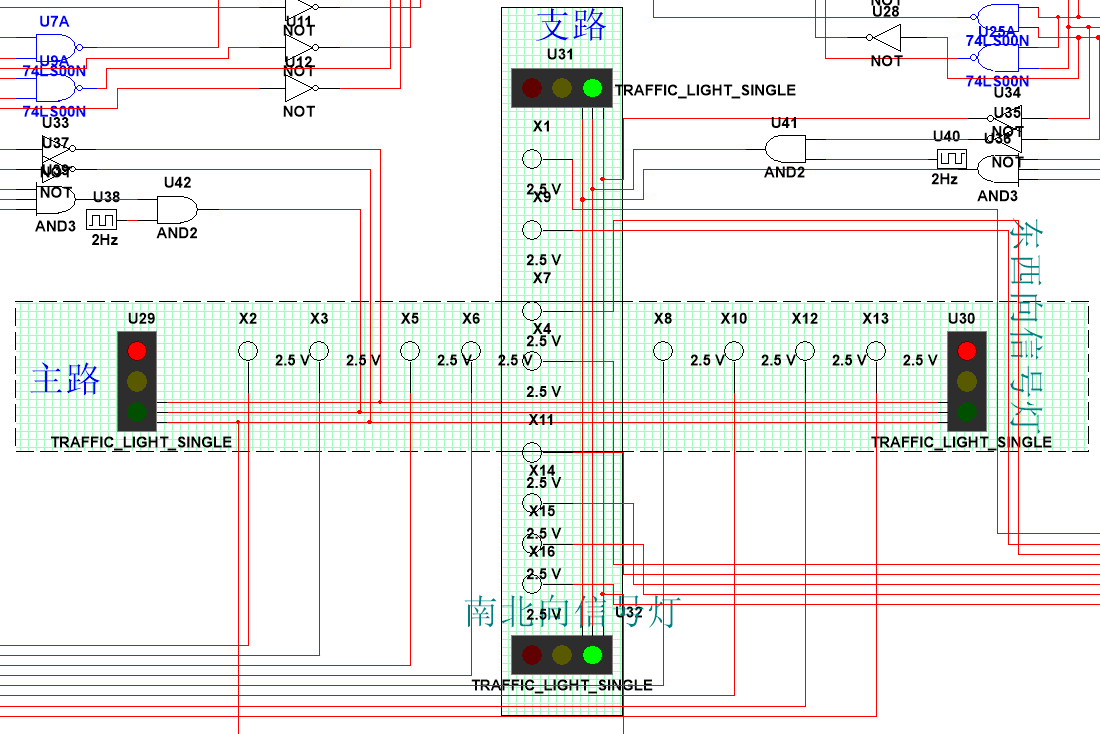 NOT
U7A
U11
支路
U28
NOT
U25A
74LS00N
U9A
74LS00N
U12
NOT
U31
NOT
74LS00N
74LS00N
NOT
TRAFFIC_LIGHT_SINGLE
U34
U33
X1
U41
U35
NOT
U37
U40
U36
NOT
U39
NOT
NOT
U38
U42
2.5 V
X9
AND2
2Hz
AND3
AND3
2Hz
AND2
2.5 V
X7
东西向信号灯
U29
X2
X3
X5
X6
X4
X8
X10
X12
X13
U30
主路
2.5 V
2.5 V
2.5 V
2.5 V
2.5 V
2.5 V
2.5 V
2.5 V
2.5 V
2.5 V
X11
TRAFFIC_LIGHT_SINGLE
TRAFFIC_LIGHT_SINGLE
X14
2.5 V
X15
2.5 V
X16
2.5 V
南北向信号灯
2.5 V
U32
TRAFFIC_LIGHT_SINGLE